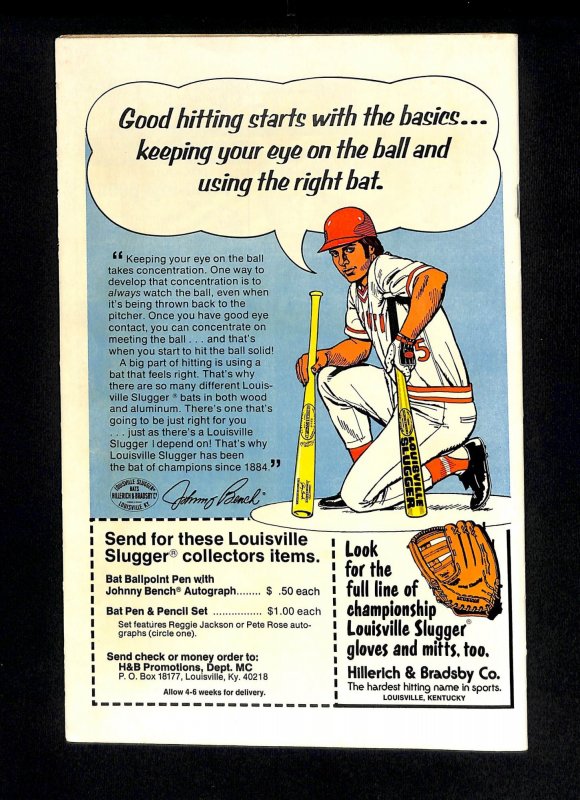 Good hitting starts with the basics...
keeping your eye on the ball and
using the right bat.
“Keeping your eye on the ball
takes concentration. One way to
develop that concentration is to
always watch the ball, even when
it's being thrown back to the
pitcher. Once you have good eye
contact, you can concentrate on
meeting the ball . . . and that's
when you start to hit the ball solid!
A big part of hitting is using a
bat that feels right. That's why
there are so many different Louis-
ville Slugger® bats in both wood
and aluminum. There's one that's
going to be just right for you
. . . just as there's a Louisville
Slugger I depend on! That's why
Louisville Slugger has been
the bat of champions since 1884.”
LOUISVILLE SLUGGER
BATS
HILLERICH & BRADSBY Co
LOUISVILLE, KY.
Johnny Bench
5
LOUISVILLE
SLUGGER
Send for these Louisville
Slugger® collectors items.
Bat Ballpoint Pen with
Johnny Bench® Autograph........ $ .50 each
Bat Pen & Pencil Set ................ $1.00 each
Set features Reggie Jackson or Pete Rose auto-
graphs (circle one).
Send check or money order to:
H&B Promotions, Dept. MC
P. O. Box 18177, Louisville, Ky. 40218
Allow 4-6 weeks for delivery.
Look
for the
full line of
championship
Louisville Slugger®
gloves and mitts, too.
Hillerich & Bradsby Co.
The hardest hitting name in sports.
LOUISVILLE, KENTUCKY